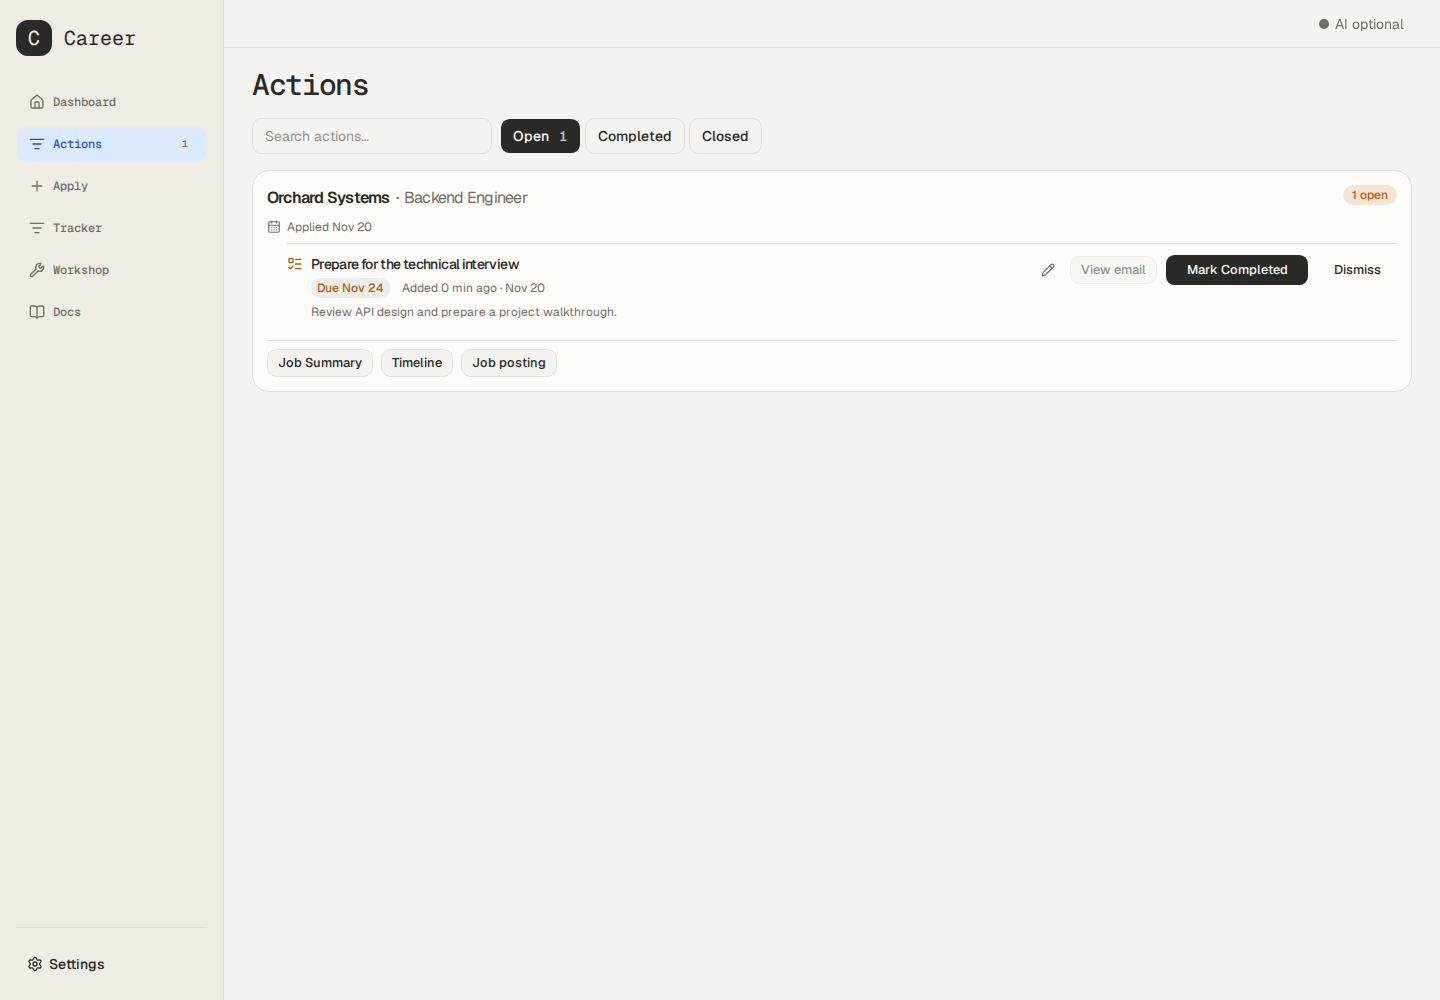 C Career
AI optional
Dashboard
Actions 1
Apply
Tracker
Workshop
Docs
Settings
Actions
Search actions…
Open 1 Completed Closed
Orchard Systems · Backend Engineer
1 open
Applied Nov 20
Prepare for the technical interview
Due Nov 24 Added 0 min ago · Nov 20
Review API design and prepare a project walkthrough.
View email Mark Completed Dismiss
Job Summary Timeline Job posting